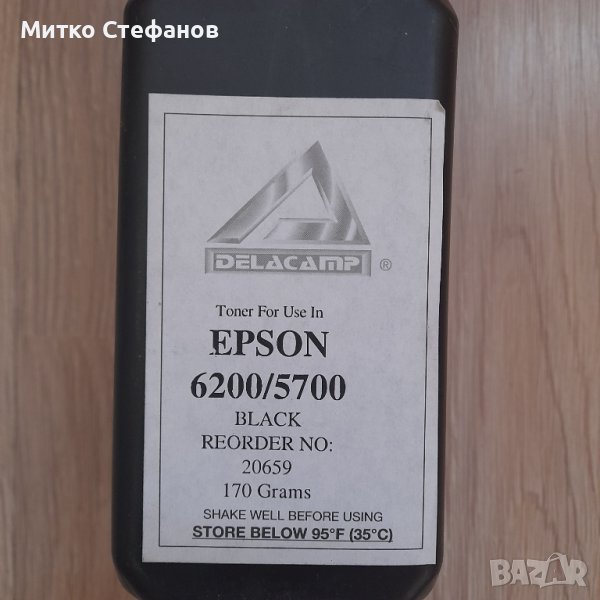 Митко Стефанов
DELACAMP ®
Toner For Use In
EPSON
6200/5700
BLACK
REORDER NO:
20659
170 Grams
SHAKE WELL BEFORE USING
STORE BELOW 95°F (35°C)
BAZAR